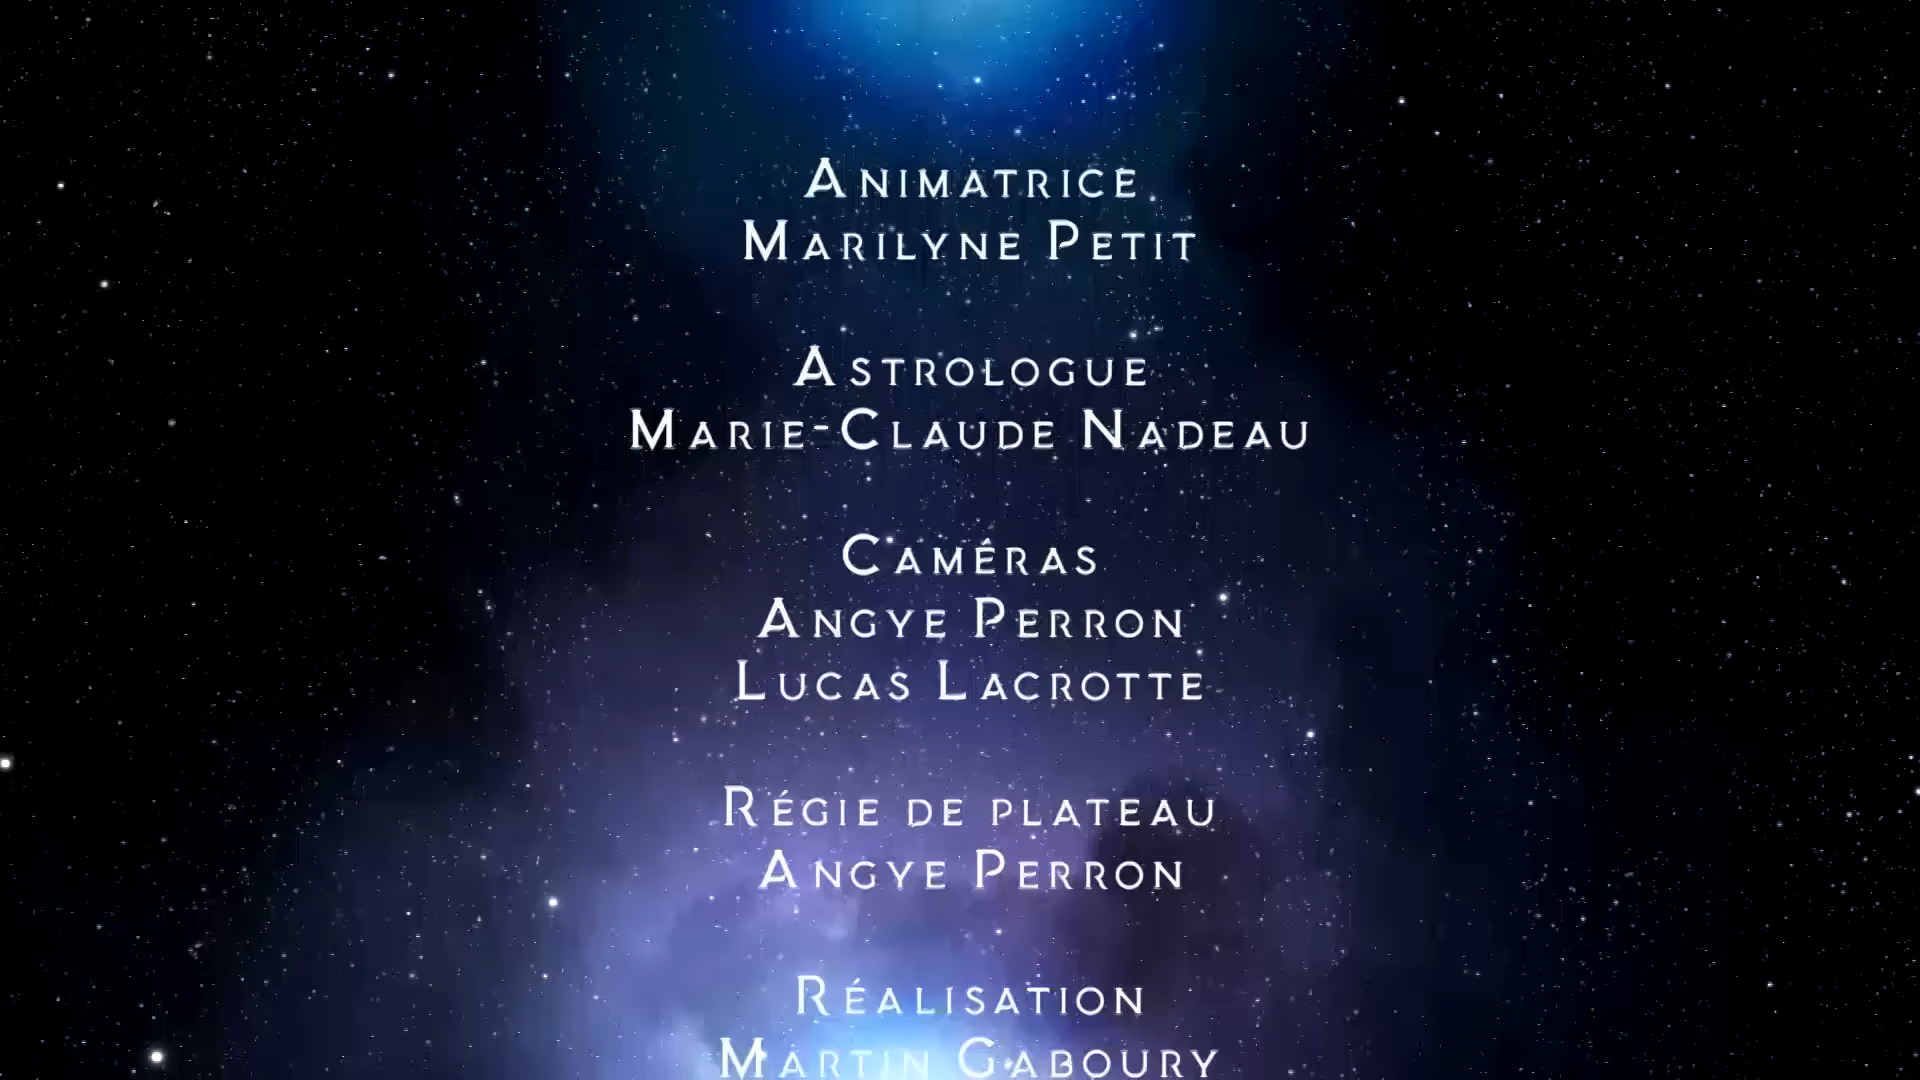 Animatrice
Marilyne Petit
Astrologue
Marie-Claude Nadeau
Caméras
Angye Perron
Lucas Lacrotte
Régie de plateau
Angye Perron
Réalisation
Martin Gaboury